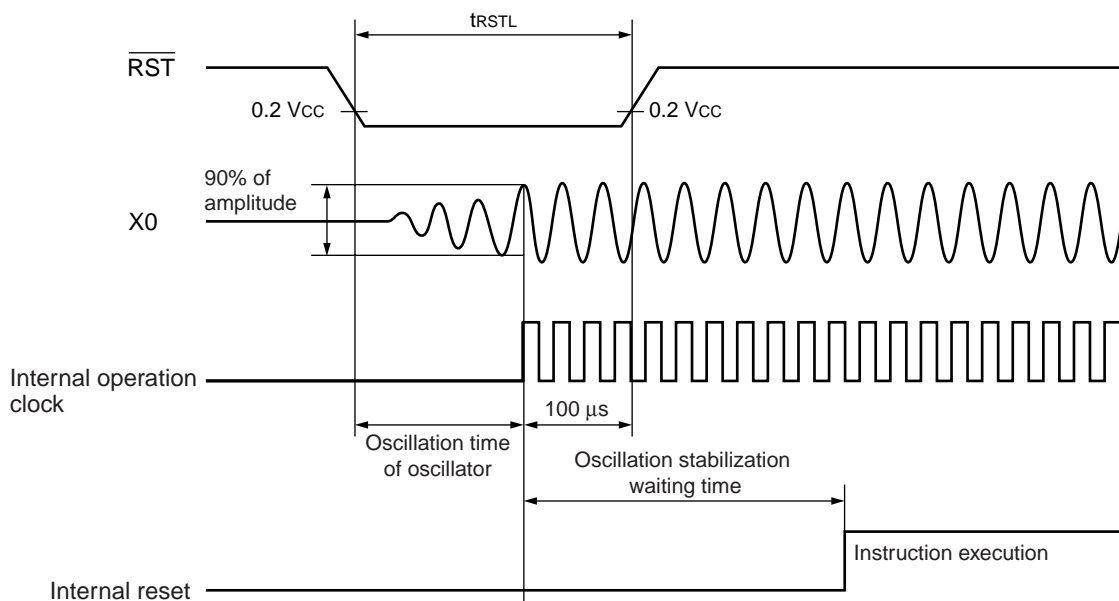 tRSTL
RST
0.2 VCC
0.2 VCC
90% of
amplitude
X0
Internal operation
clock
100 μs
Oscillation time
of oscillator
Oscillation stabilization
waiting time
Instruction execution
Internal reset